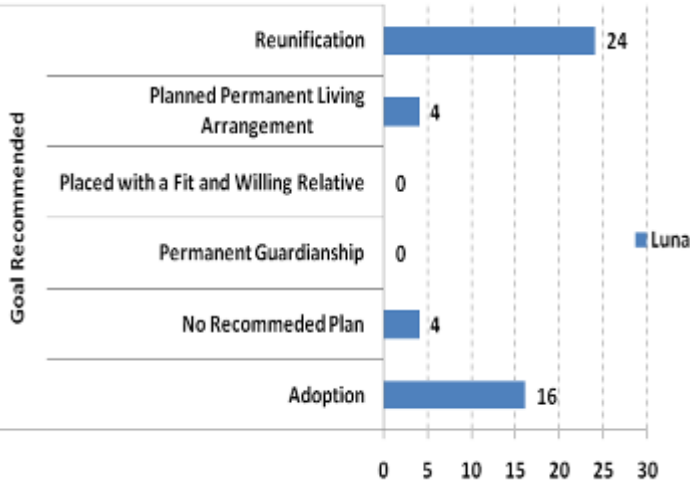 Goal Recommended
Reunification
24
Planned Permanent Living
Arrangement
4
Placed with a Fit and Willing Relative
0
Permanent Guardianship
0
No Recommeded Plan
4
Adoption
16
Luna
0 5 10 15 20 25 30